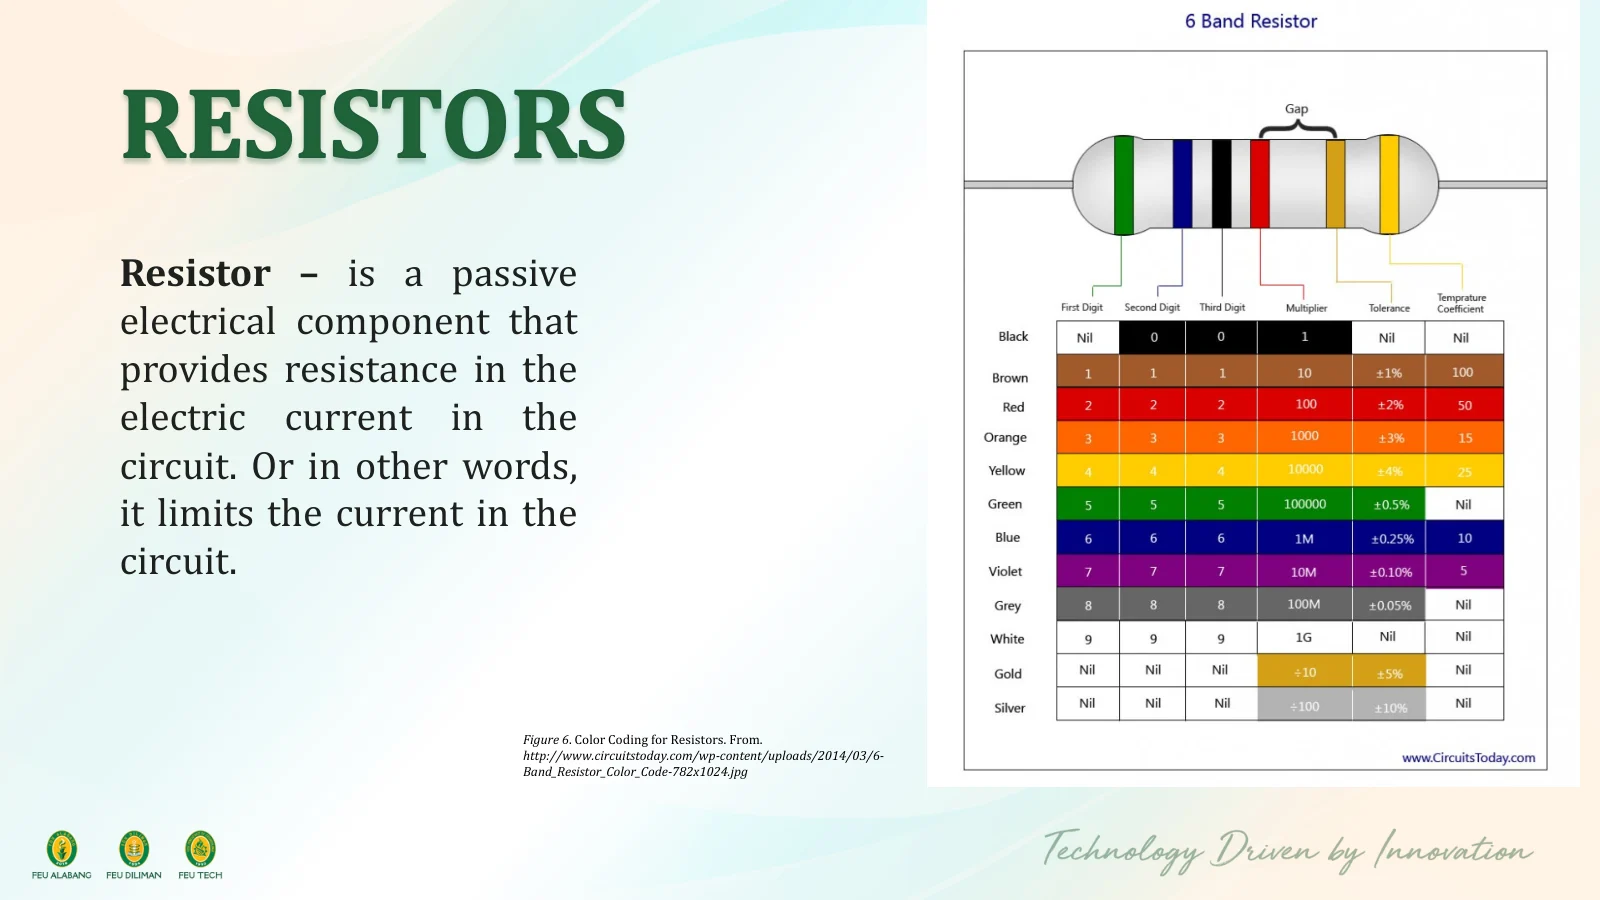 RESISTORS
Resistor – is a passive
electrical component that
provides resistance in the
electric current in the
circuit. Or in other words,
it limits the current in the
circuit.
Figure 6. Color Coding for Resistors. From.
http://www.circuitstoday.com/wp-content/uploads/2014/03/6-
Band_Resistor_Color_Code-782x1024.jpg
6 Band Resistor
Gap
First Digit Second Digit Third Digit Multiplier Tolerance Temprature Coefficient
Black Nil 0 0 1 Nil Nil
Brown 1 1 1 10 ±1% 100
Red 2 2 2 100 ±2% 50
Orange 3 3 3 1000 ±3% 15
Yellow 4 4 4 10000 ±4% 25
Green 5 5 5 100000 ±0.5% Nil
Blue 6 6 6 1M ±0.25% 10
Violet 7 7 7 10M ±0.10% 5
Grey 8 8 8 100M ±0.05% Nil
White 9 9 9 1G Nil Nil
Gold Nil Nil Nil ÷10 ±5% Nil
Silver Nil Nil Nil ÷100 ±10% Nil
www.CircuitsToday.com
FEU ALABANG FEU DILIMAN FEU TECH
Technology Driven by Innovation